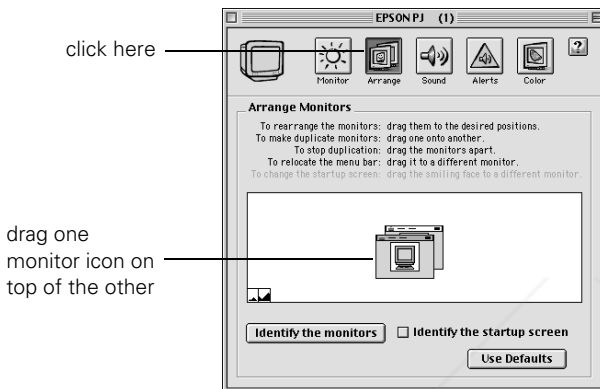 EPSON PJ (1)
click here
Monitor
Arrange
Sound
Alerts
Color
?
Arrange Monitors
To rearrange the monitors: drag them to the desired positions.
To make duplicate monitors: drag one onto another.
To stop duplication: drag the monitors apart.
To relocate the menu bar: drag it to a different monitor.
To change the startup screen: drag the smiling face to a different monitor.
drag one
monitor icon on
top of the other
Identify the monitors
Identify the startup screen
Use Defaults